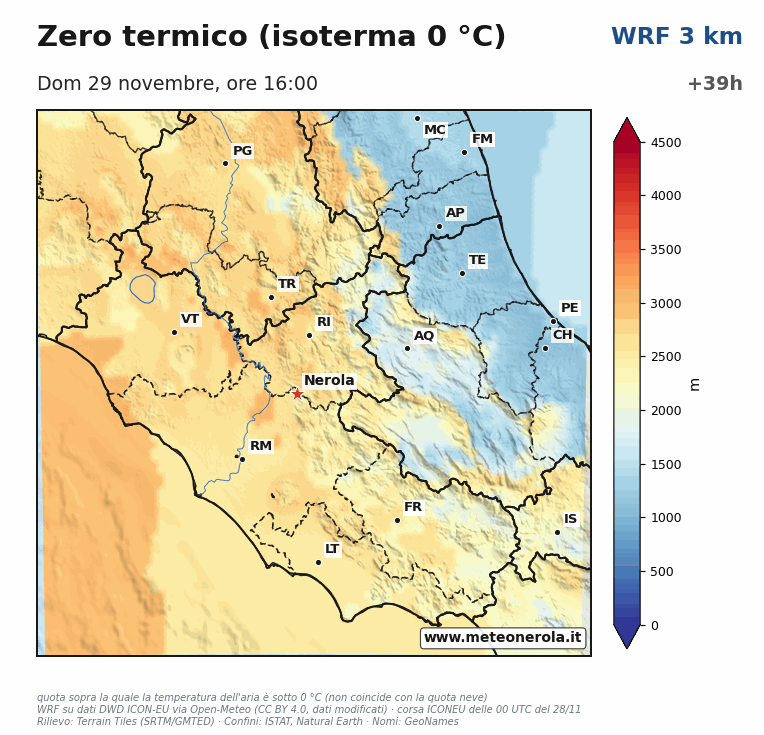 Zero termico (isoterma 0 °C)
WRF 3 km
Dom 29 novembre, ore 16:00
+39h
MC
FM
PG
AP
TE
TR
PE
VT
RI
AQ
CH
Nerola
RM
FR
IS
LT
www.meteonerola.it
4500
4000
3500
3000
2500
2000
1500
1000
500
0
m
quota sopra la quale la temperatura dell'aria è sotto 0 °C (non coincide con la quota neve)
WRF su dati DWD ICON-EU via Open-Meteo (CC BY 4.0, dati modificati) · corsa ICONEU delle 00 UTC del 28/11
Rilievo: Terrain Tiles (SRTM/GMTED) · Confini: ISTAT, Natural Earth · Nomi: GeoNames